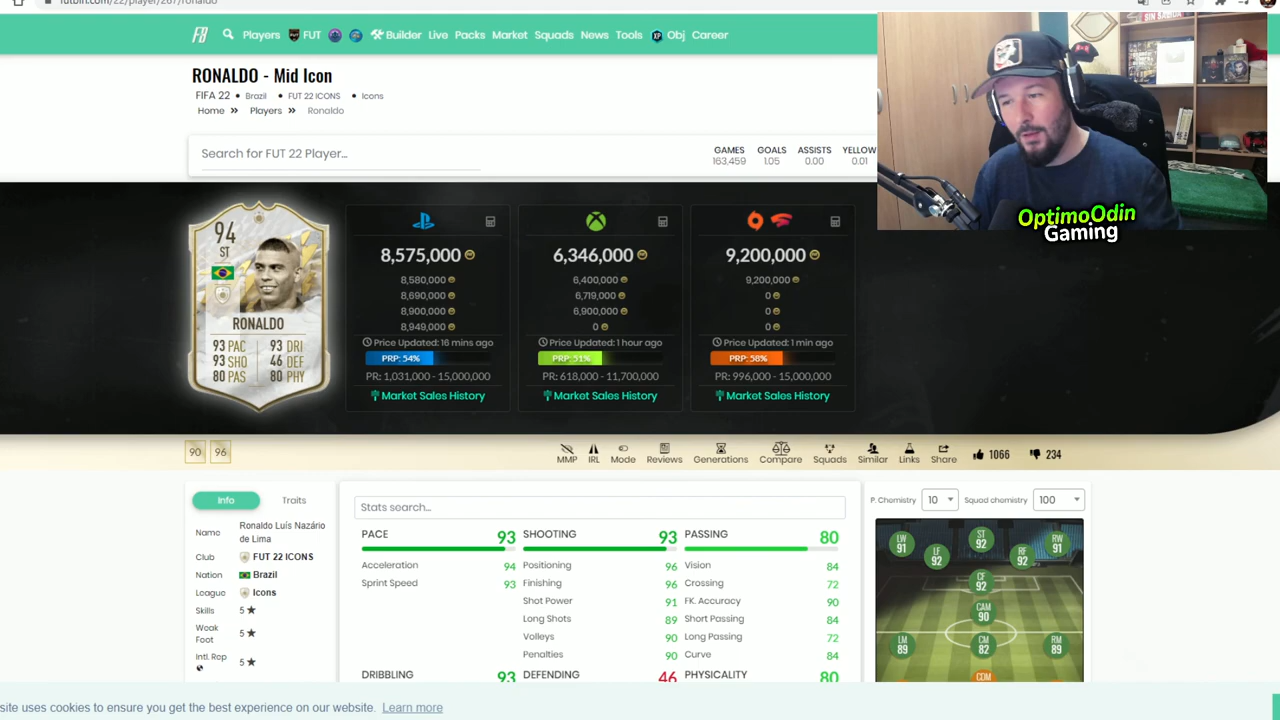 futbin.com/22/player/267/ronaldo
FB Players FUT Builder Live Packs Market Squads News Tools XP Obj Career
SIN SABIDA
RONALDO - Mid Icon
FIFA 22 • Brazil • FUT 22 ICONS • Icons
Home » Players » Ronaldo
Search for FUT 22 Player...
GAMES GOALS ASSISTS YELLOW
163,459 1.05 0.00 0.01
OptimoOdin
Gaming
94
ST
RONALDO
93 PAC 93 DRI
93 SHO 46 DEF
80 PAS 80 PHY
8,575,000
8,580,000
8,690,000
8,900,000
8,949,000
Price Updated: 16 mins ago
PRP: 54%
PR: 1,031,000 - 15,000,000
Market Sales History
6,346,000
6,400,000
6,719,000
6,900,000
0
Price Updated: 1 hour ago
PRP: 51%
PR: 618,000 - 11,700,000
Market Sales History
9,200,000
9,200,000
0
0
0
Price Updated: 1 min ago
PRP: 58%
PR: 996,000 - 15,000,000
Market Sales History
90 96
MMP IRL Mode Reviews Generations Compare Squads Similar Links Share 1066 234
Info Traits
Name Ronaldo Luís Nazário de Lima
Club FUT 22 ICONS
Nation Brazil
League Icons
Skills 5 ★
Weak Foot 5 ★
Intl. Rep 5 ★
Stats search...
PACE 93
Acceleration 94
Sprint Speed 93
SHOOTING 93
Positioning 96
Finishing 96
Shot Power 91
Long Shots 89
Volleys 90
Penalties 90
PASSING 80
Vision 84
Crossing 72
FK. Accuracy 90
Short Passing 84
Long Passing 72
Curve 84
DRIBBLING 93
DEFENDING 46
PHYSICALITY 80
P. Chemistry 10 Squad chemistry 100
LW 91
LF 92
ST 92
RF 92
RW 91
CF 92
CAM 90
LM 89
CM 82
RM 89
CDM
site uses cookies to ensure you get the best experience on our website. Learn more